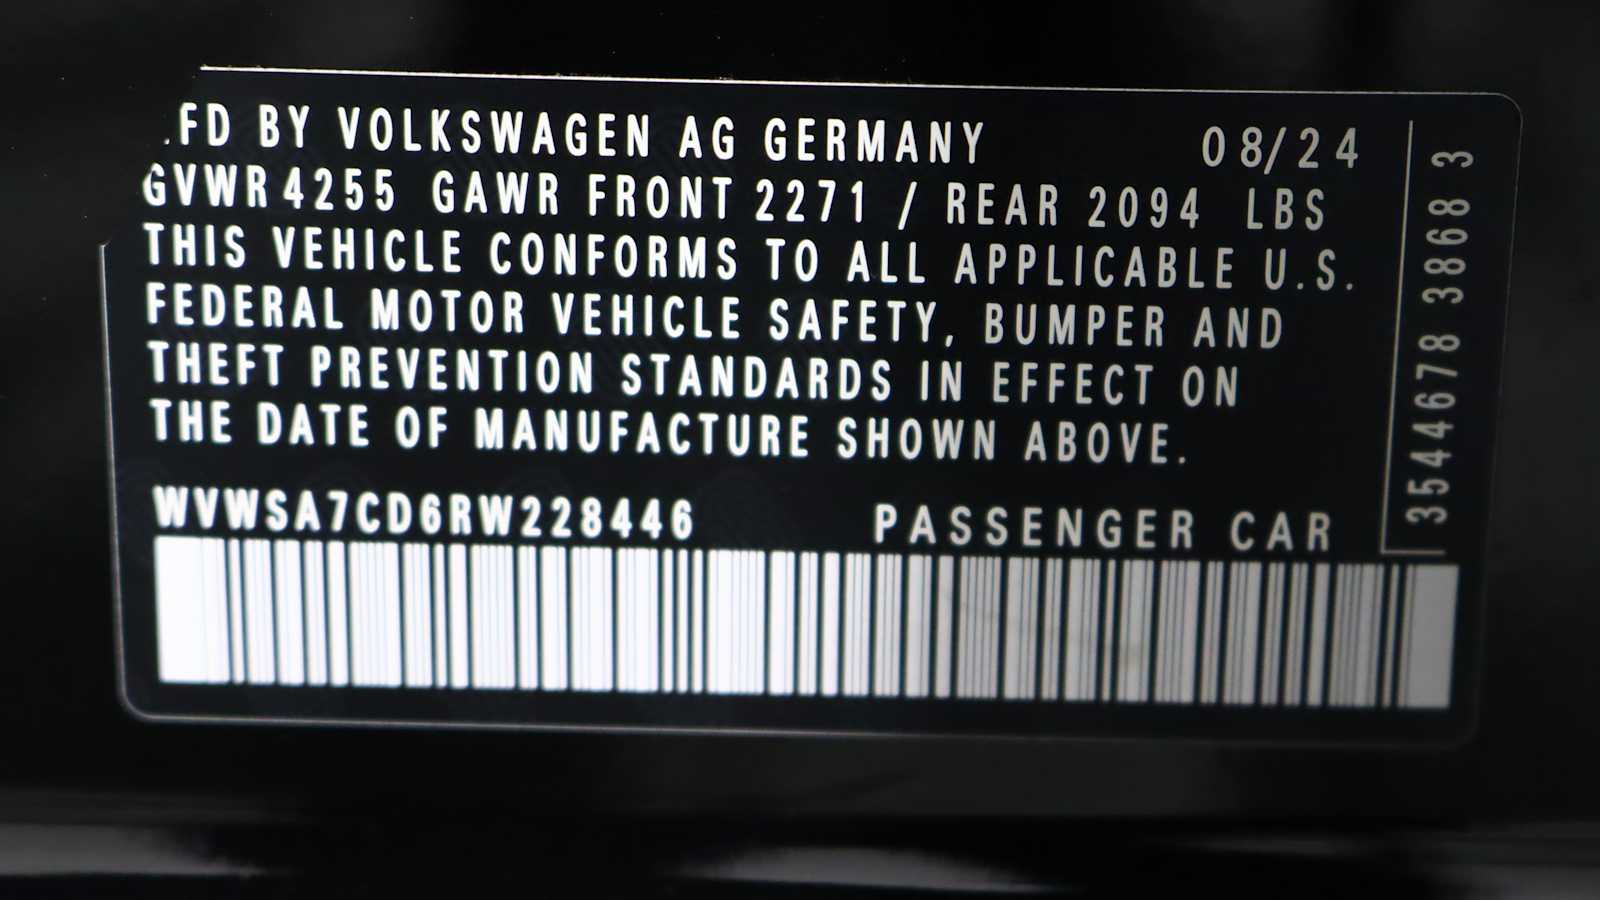 .FD BY VOLKSWAGEN AG GERMANY 08/24
GVWR 4255 GAWR FRONT 2271 / REAR 2094 LBS
THIS VEHICLE CONFORMS TO ALL APPLICABLE U.S.
FEDERAL MOTOR VEHICLE SAFETY, BUMPER AND
THEFT PREVENTION STANDARDS IN EFFECT ON
THE DATE OF MANUFACTURE SHOWN ABOVE.
WVWSA7CD6RW228446 PASSENGER CAR
3544678 3868 3